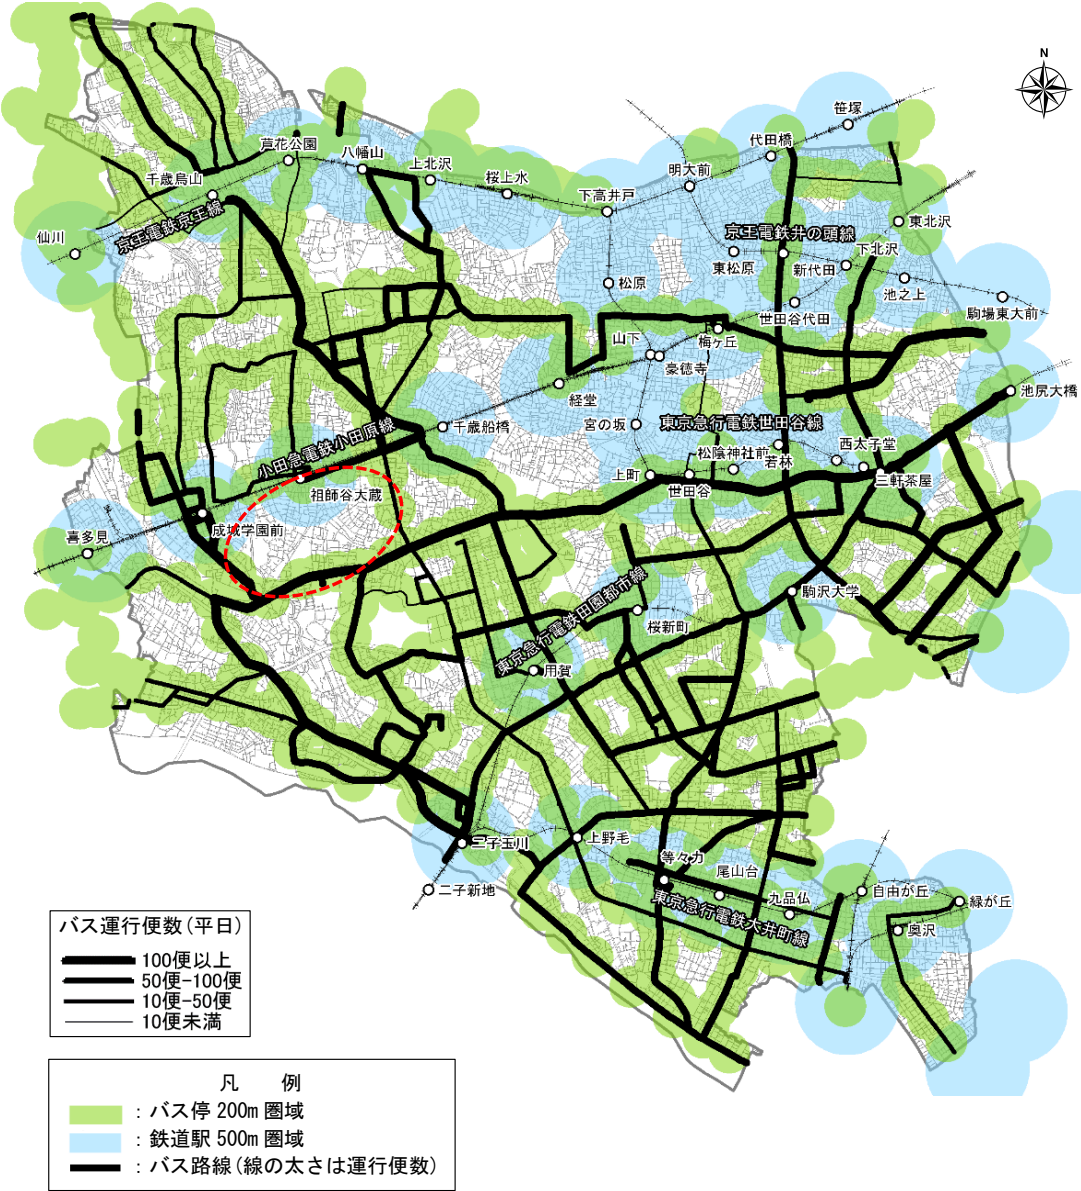 N
笹塚
代田橋
芦花公園
八幡山
上北沢
明大前
千歳烏山
桜上水
下高井戸
京王電鉄京王線
東北沢
仙川
京王電鉄井の頭線
下北沢
東松原
新代田
松原
池之上
世田谷代田
駒場東大前
山下
梅ヶ丘
豪徳寺
池尻大橋
経堂
千歳船橋
宮の坂
東京急行電鉄世田谷線
小田急電鉄小田原線
西太子堂
松陰神社前
若林
上町
世田谷
三軒茶屋
祖師谷大蔵
成城学園前
喜多見
駒沢大学
東京急行電鉄田園都市線
桜新町
用賀
二子玉川
上野毛
等々力
尾山台
二子新地
九品仏
自由が丘
緑が丘
東京急行電鉄大井町線
奥沢
バス運行便数(平日)
100便以上
50便-100便
10便-50便
10便未満
凡 例
：バス停 200m 圏域
：鉄道駅 500m 圏域
：バス路線(線の太さは運行便数)